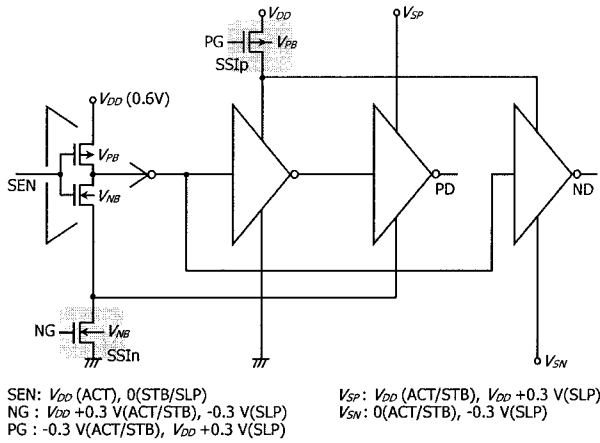 VDD
VSP
PG
VPB
SSIp
VDD (0.6V)
VPB
SEN
VNB
PD
ND
NG
VNB
SSIn
VSN
SEN: VDD (ACT), 0(STB/SLP)
NG : VDD +0.3 V(ACT/STB), -0.3 V(SLP)
PG : -0.3 V(ACT/STB), VDD +0.3 V(SLP)
VSP: VDD (ACT/STB), VDD +0.3 V(SLP)
VSN: 0(ACT/STB), -0.3 V(SLP)